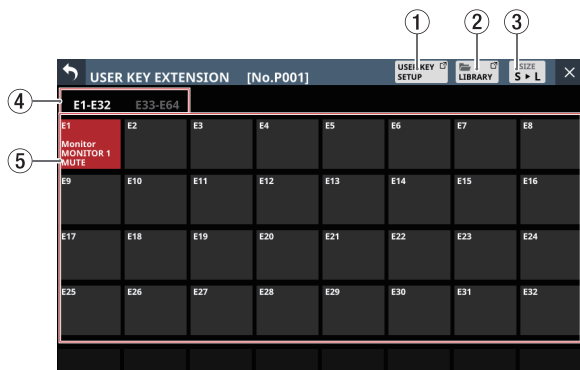 ① ② ③
USER KEY EXTENSION [No.P001]
USER KEY
SETUP
LIBRARY
SIZE
S ▸ L
×
④
E1-E32 E33-E64
⑤
E1 E2 E3 E4 E5 E6 E7 E8
Monitor
MONITOR 1
MUTE
E9 E10 E11 E12 E13 E14 E15 E16
E17 E18 E19 E20 E21 E22 E23 E24
E25 E26 E27 E28 E29 E30 E31 E32